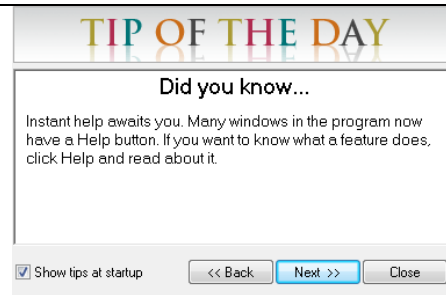 TIP OF THE DAY
Did you know...
Instant help awaits you. Many windows in the program now
have a Help button. If you want to know what a feature does,
click Help and read about it.
Show tips at startup
<< Back
Next >>
Close